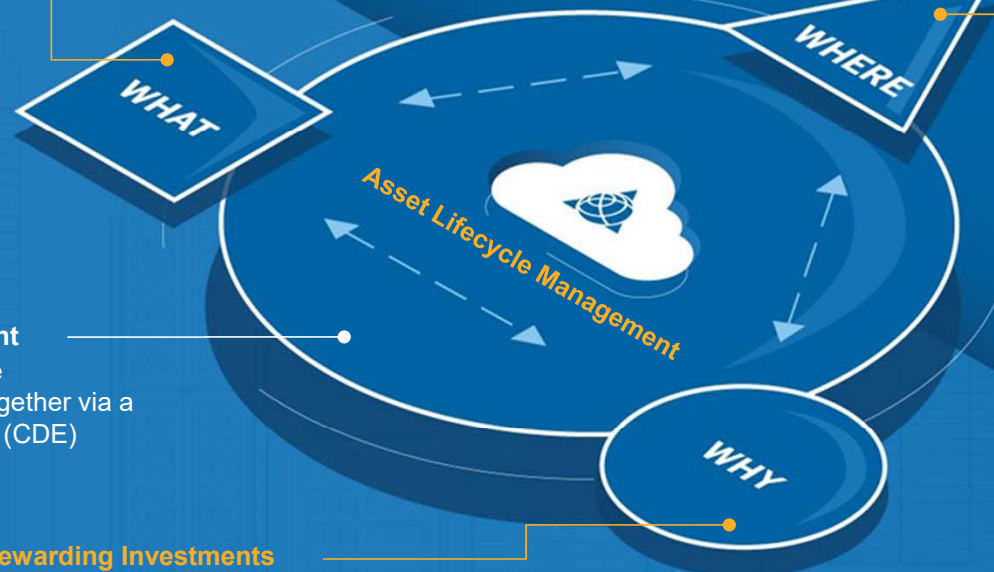 WHERE
WHAT
Asset Lifecycle Management
nt
e
gether via a
(CDE)
WHY
ewarding Investments